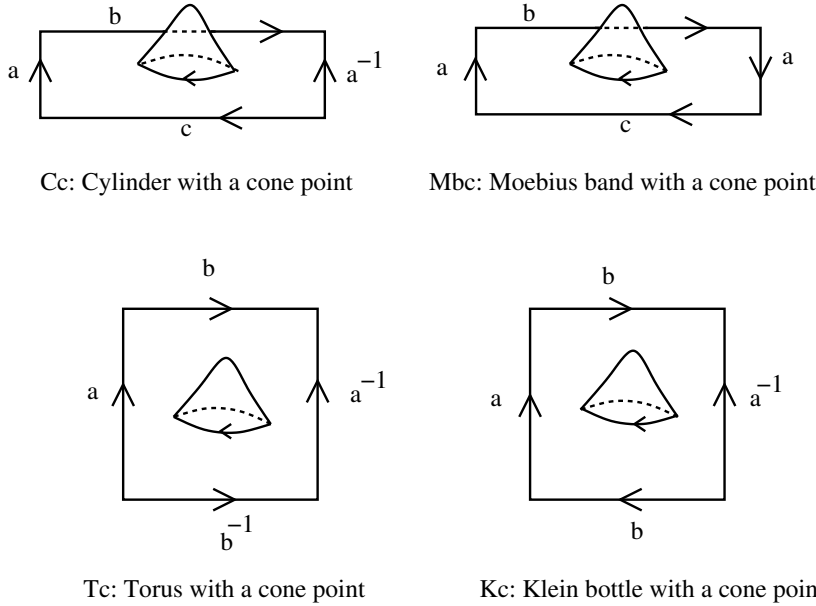 b b
a a⁻¹ a a
c c
Cc: Cylinder with a cone point Mbc: Moebius band with a cone point
b b
a a⁻¹ a a⁻¹
b⁻¹ b
Tc: Torus with a cone point Kc: Klein bottle with a cone poin